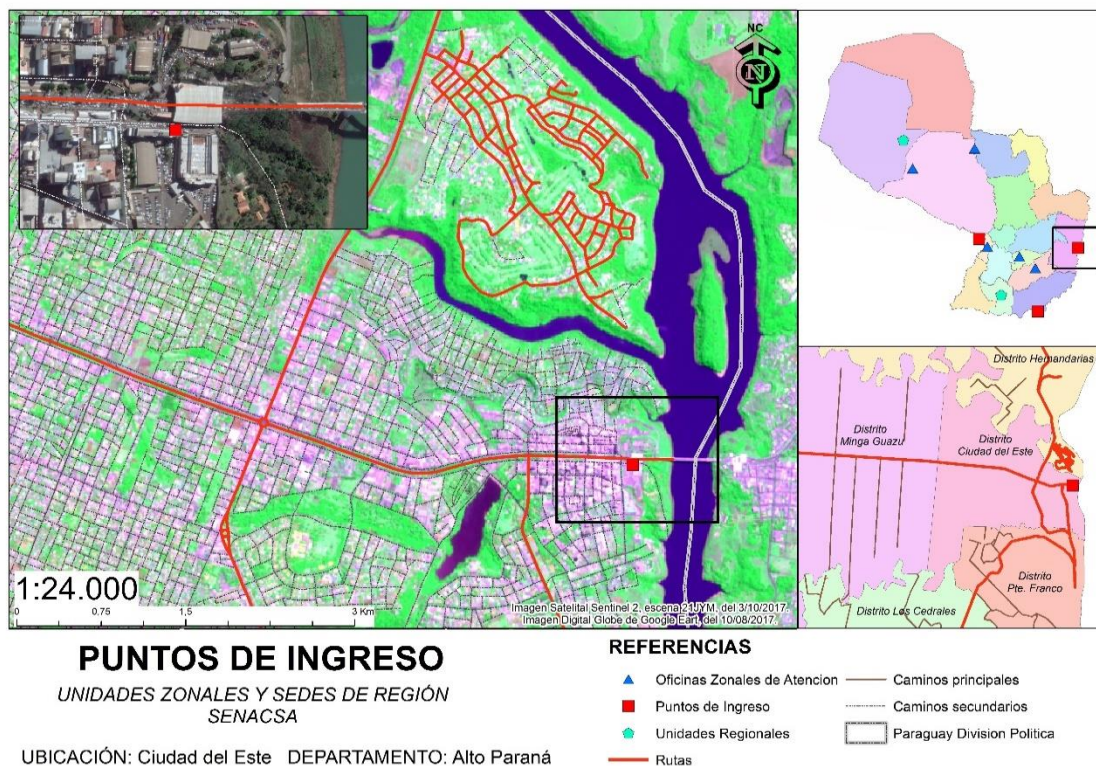 NC
N
Distrito Hernandarias
Distrito
Minga Guazu
Distrito
Ciudad del Este
Distrito
Pte. Franco
Distrito Los Cedrales
1:24.000
0 0.75 1,5 3 Km
Imagen Satelital Sentinel 2, escena 21JYM, del 3/10/2017.
Imagen Digital Globe de Google Eart, del 10/08/2017.
PUNTOS DE INGRESO
UNIDADES ZONALES Y SEDES DE REGIÓN
SENACSA
UBICACIÓN: Ciudad del Este DEPARTAMENTO: Alto Paraná
REFERENCIAS
Oficinas Zonales de Atencion
Puntos de Ingreso
Unidades Regionales
Rutas
Caminos principales
Caminos secundarios
Paraguay Division Politica